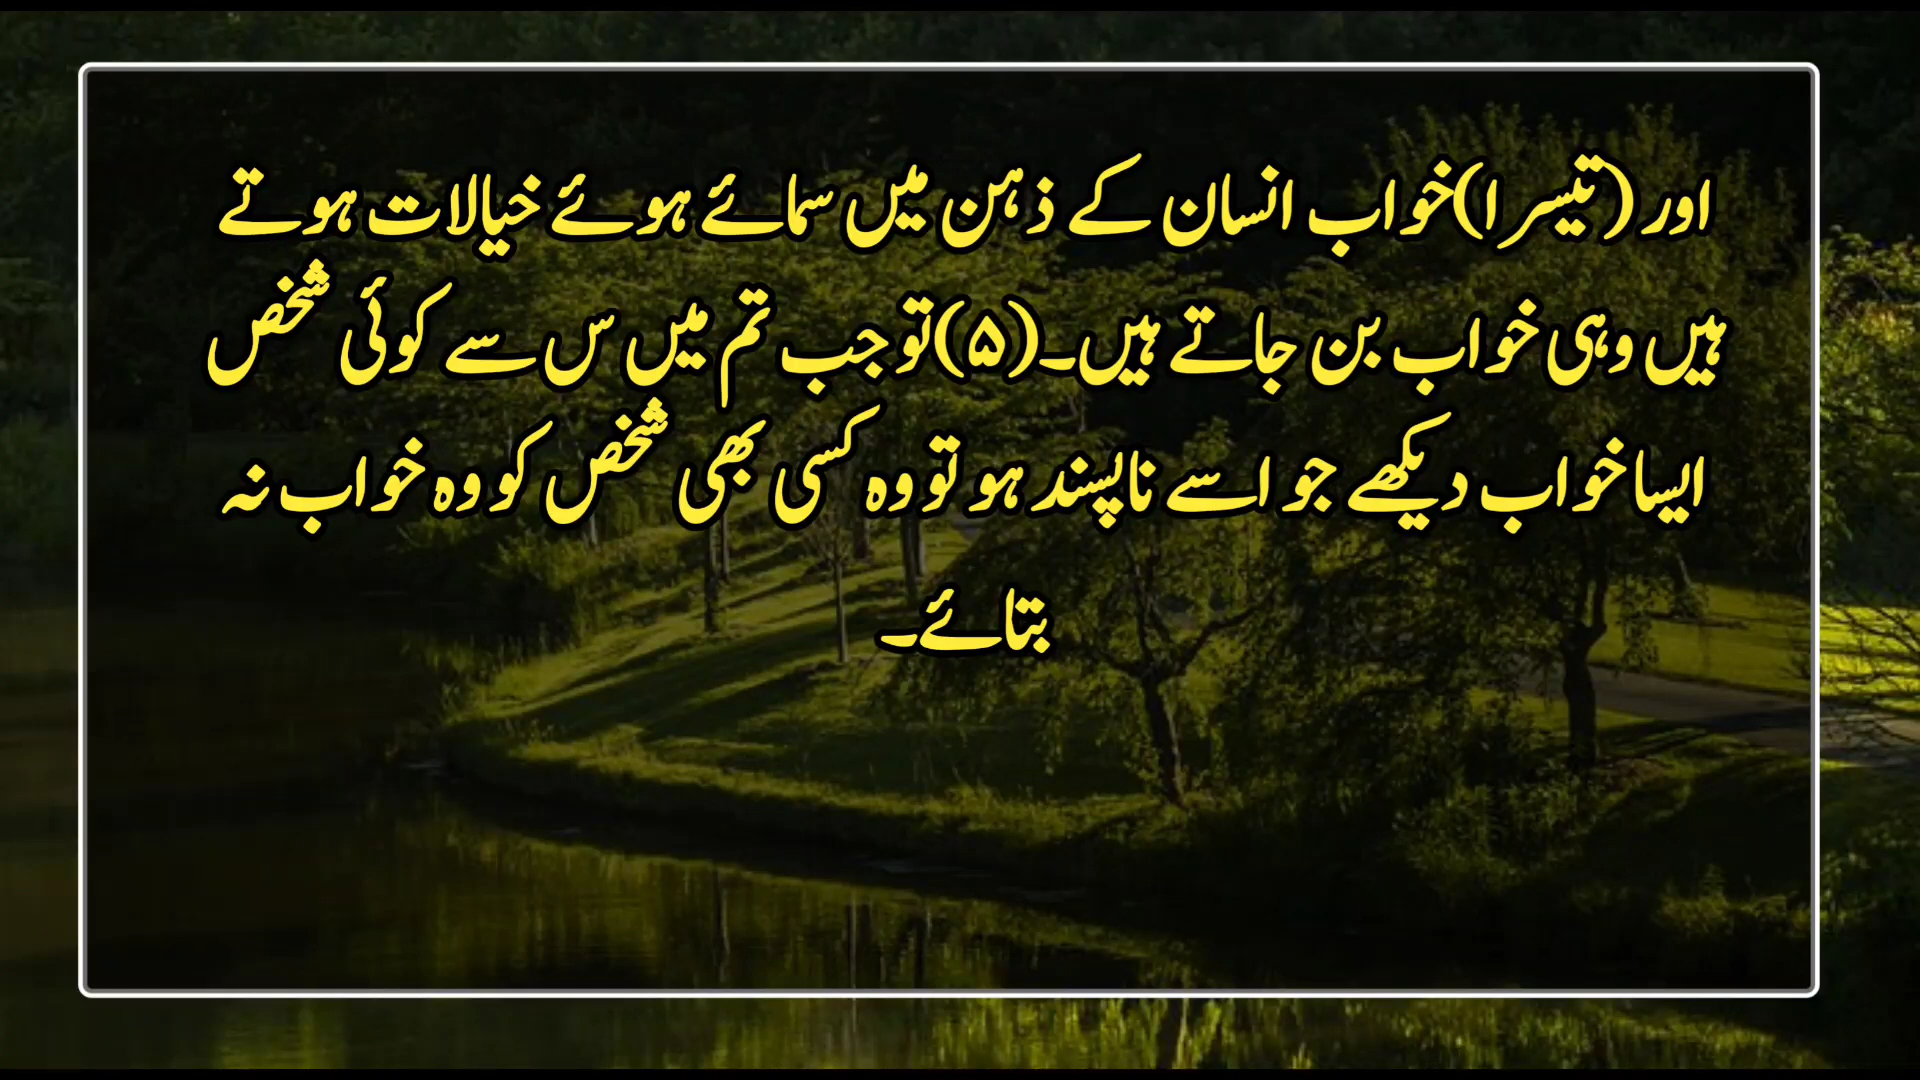 اور (تیسرا)خواب انسان کے ذہن میں سمائے ہوئے خیالات ہوتے
ہیں وہی خواب بن جاتے ہیں۔(۵)توجب تم میں س سے کوئی شخص
ایسا خواب دیکھے جو اسے ناپسند ہو تو وہ کسی بھی شخص کو وہ خواب نہ
بتائے۔